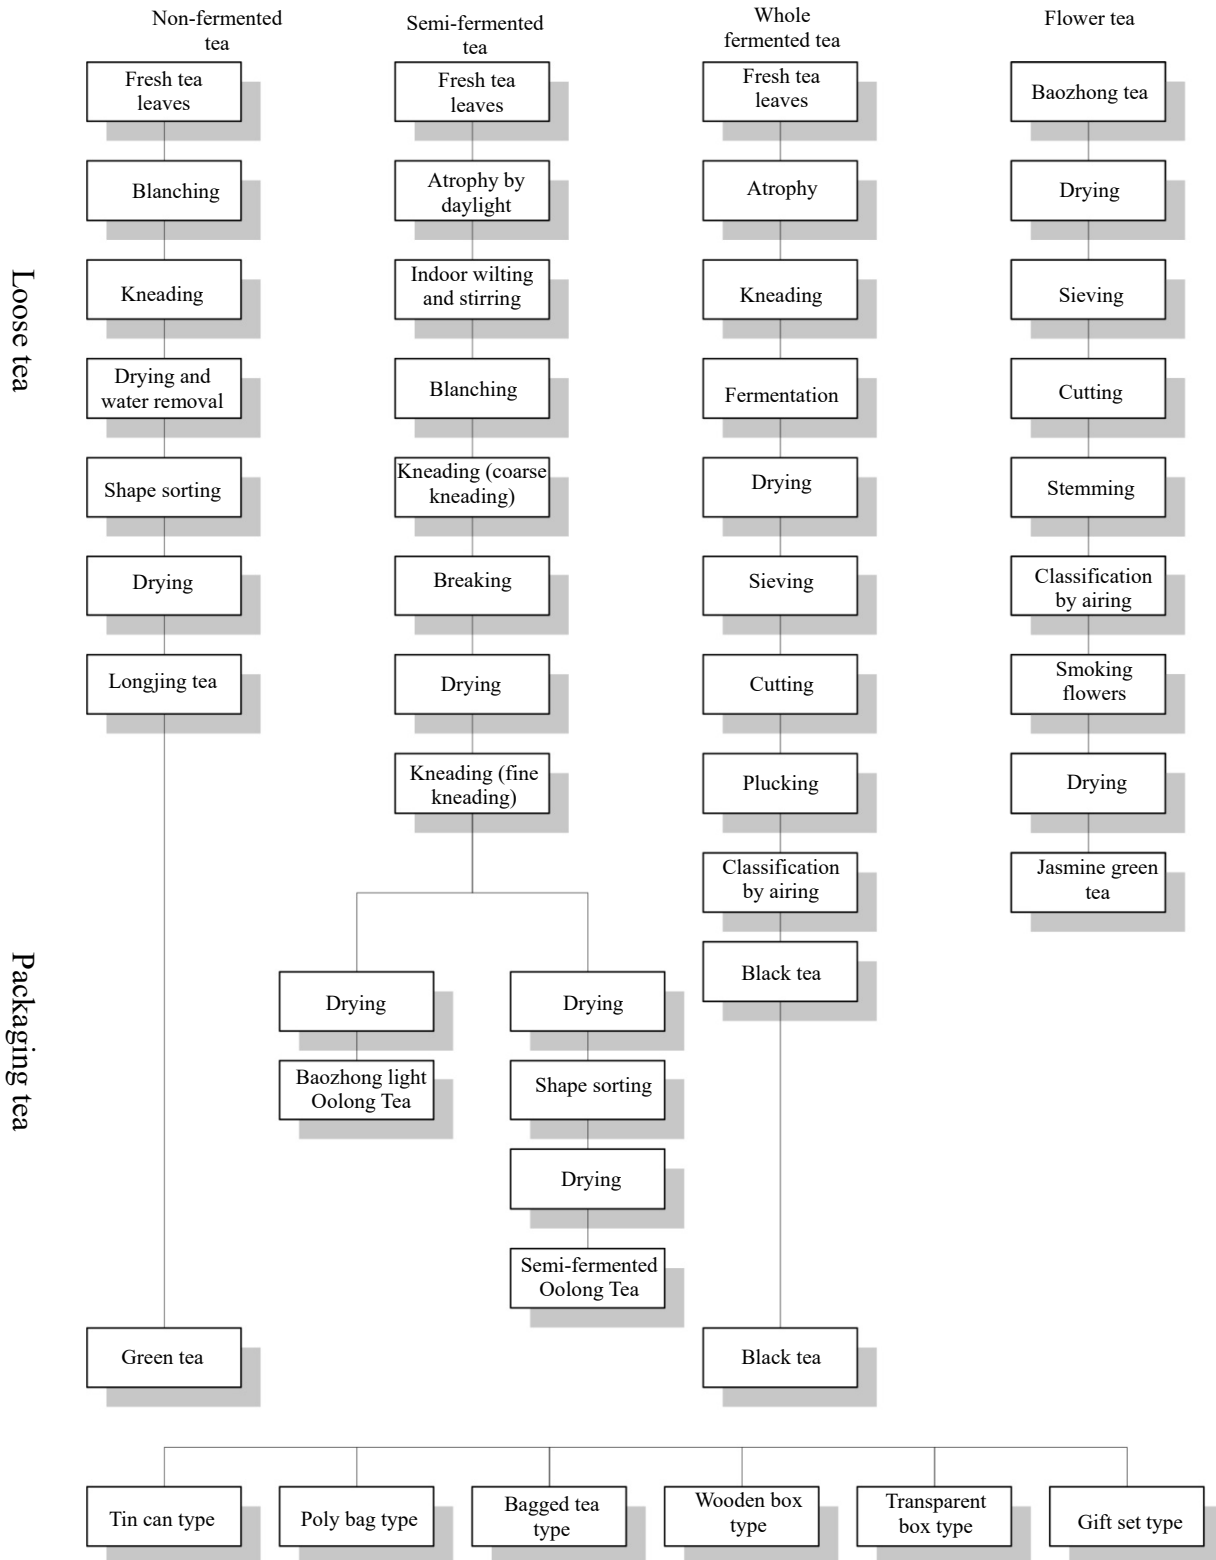 Non-fermented
tea
Fresh tea
leaves
Blanching
Kneading
Drying and
water removal
Shape sorting
Drying
Longjing tea
Green tea
Semi-fermented
tea
Fresh tea
leaves
Atrophy by
daylight
Indoor wilting
and stirring
Blanching
Kneading (coarse
kneading)
Breaking
Drying
Kneading (fine
kneading)
Drying
Baozhong light
Oolong Tea
Drying
Shape sorting
Drying
Semi-fermented
Oolong Tea
Whole
fermented tea
Fresh tea
leaves
Atrophy
Kneading
Fermentation
Drying
Sieving
Cutting
Plucking
Classification
by airing
Black tea
Black tea
Flower tea
Baozhong tea
Drying
Sieving
Cutting
Stemming
Classification
by airing
Smoking
flowers
Drying
Jasmine green
tea
Loose tea
Packaging tea
Tin can type
Poly bag type
Bagged tea
type
Wooden box
type
Transparent
box type
Gift set type